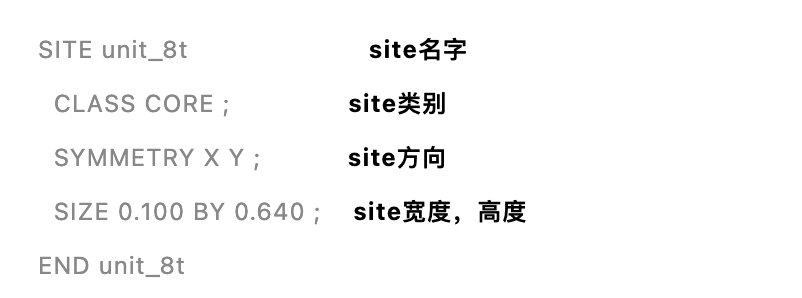 SITE unit_8t site名字
CLASS CORE ; site类别
SYMMETRY X Y ; site方向
SIZE 0.100 BY 0.640 ; site宽度，高度
END unit_8t